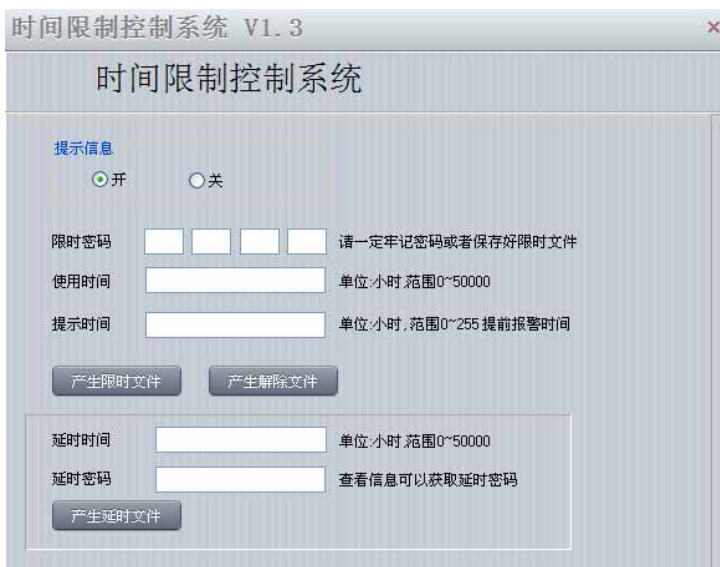 时间限制控制系统 V1.3
时间限制控制系统
提示信息
开 关
限时密码 请一定牢记密码或者保存好限时文件
使用时间 单位:小时,范围0~50000
提示时间 单位:小时,范围0~255 提前报警时间
产生限时文件 产生解除文件
延时时间 单位:小时,范围0~50000
延时密码 查看信息可以获取延时密码
产生延时文件